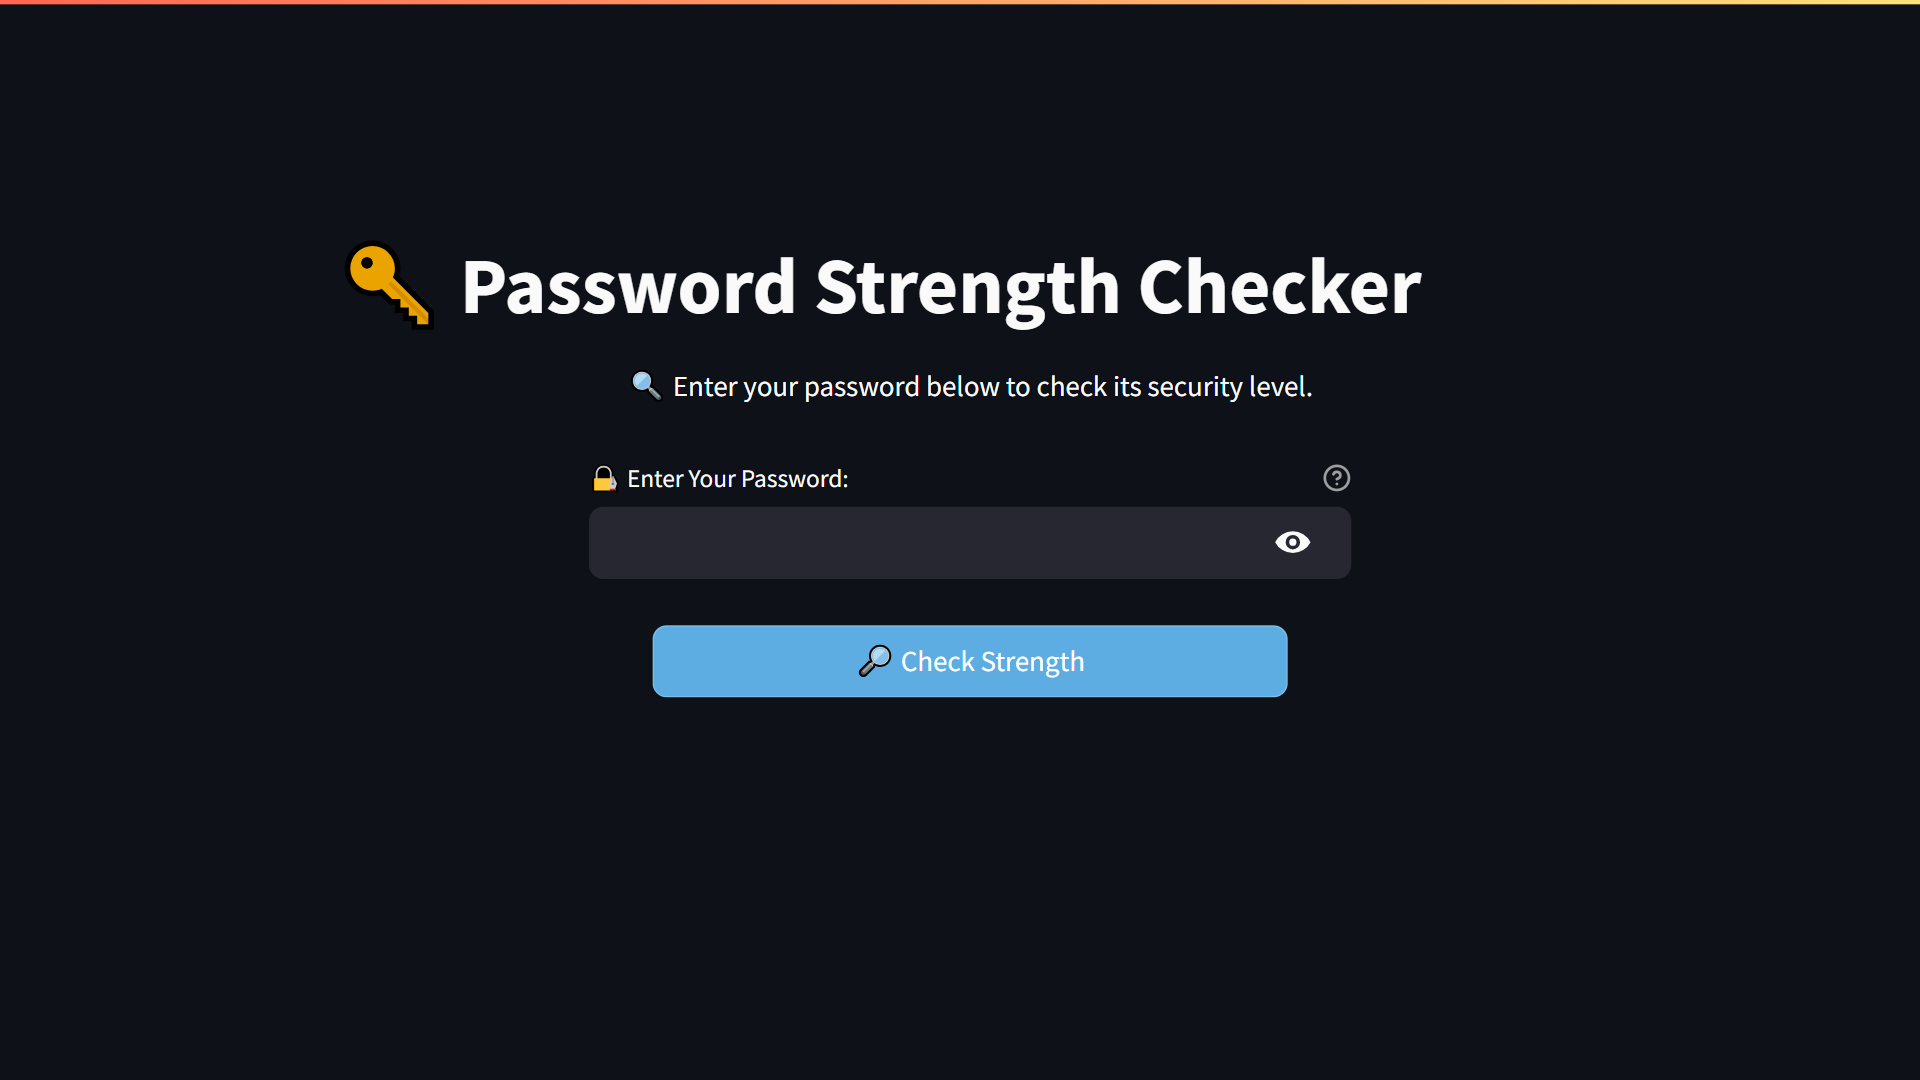 Password Strength Checker
Enter your password below to check its security level.
Enter Your Password:
Check Strength